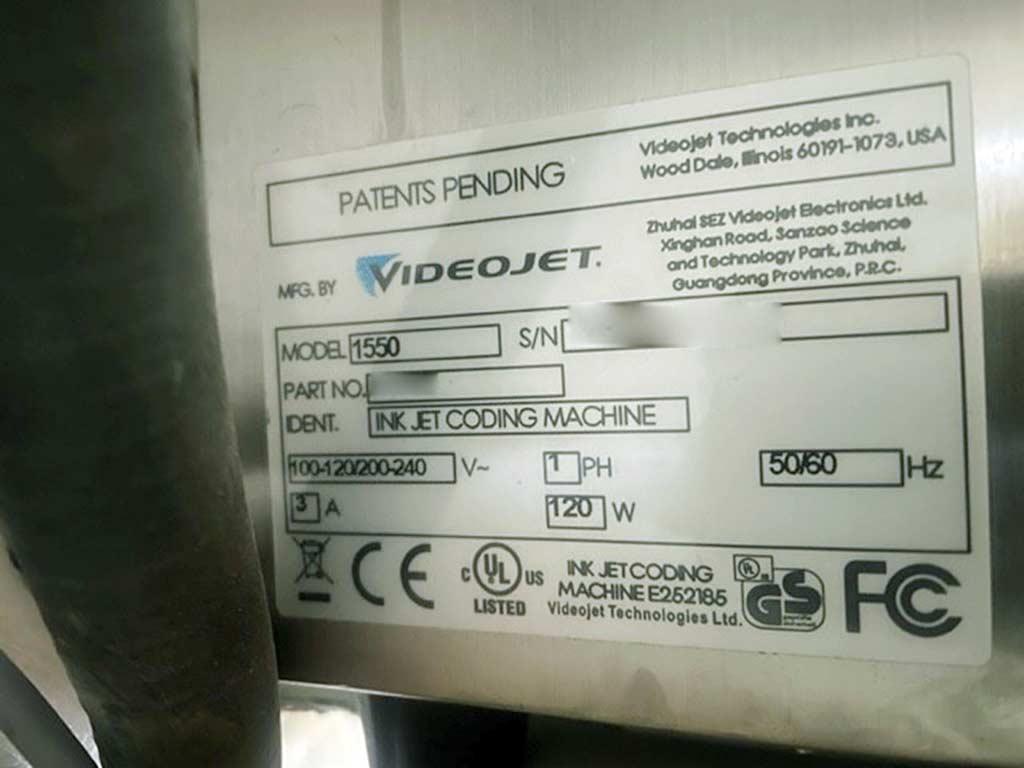 PATENTS PENDING
Videojet Technologies Inc.
Wood Dale, Illinois 60191-1073, USA
MFG. BY VIDEOJET.
Zhuhai SEZ Videojet Electronics Ltd.
Xinghan Road, Sanzao Science
and Technology Park, Zhuhai,
Guangdong Province, P.R.C.
MODEL 1550 S/N
PART NO.
IDENT. INK JET CODING MACHINE
100-120/200-240 V~ 1 PH 50/60 Hz
3 A 120 W
CE
c UL US
LISTED
INK JET CODING
MACHINE E252185
Videojet Technologies Ltd.
UL
GS
FC